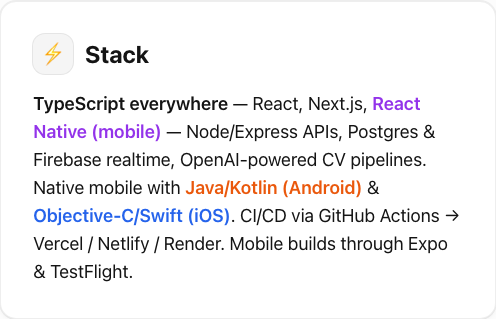 ⚡ Stack
TypeScript everywhere — React, Next.js, React
Native (mobile) — Node/Express APIs, Postgres &
Firebase realtime, OpenAI-powered CV pipelines.
Native mobile with Java/Kotlin (Android) &
Objective-C/Swift (iOS). CI/CD via GitHub Actions →
Vercel / Netlify / Render. Mobile builds through Expo
& TestFlight.